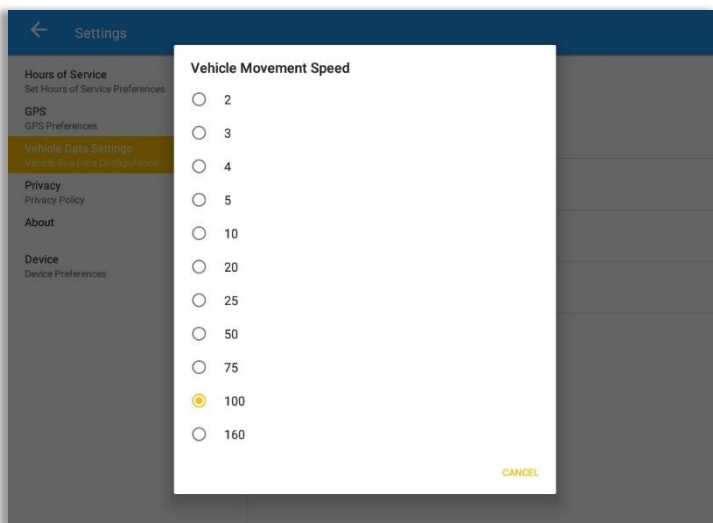 Settings
Hours of Service
Set Hours of Service Preferences
GPS
GPS Preferences
Vehicle Data Settings
Vehicle Bus Data Configuration
Privacy
Privacy Policy
About
Device
Device Preferences
Vehicle Movement Speed
2
3
4
5
10
20
25
50
75
100
160
CANCEL